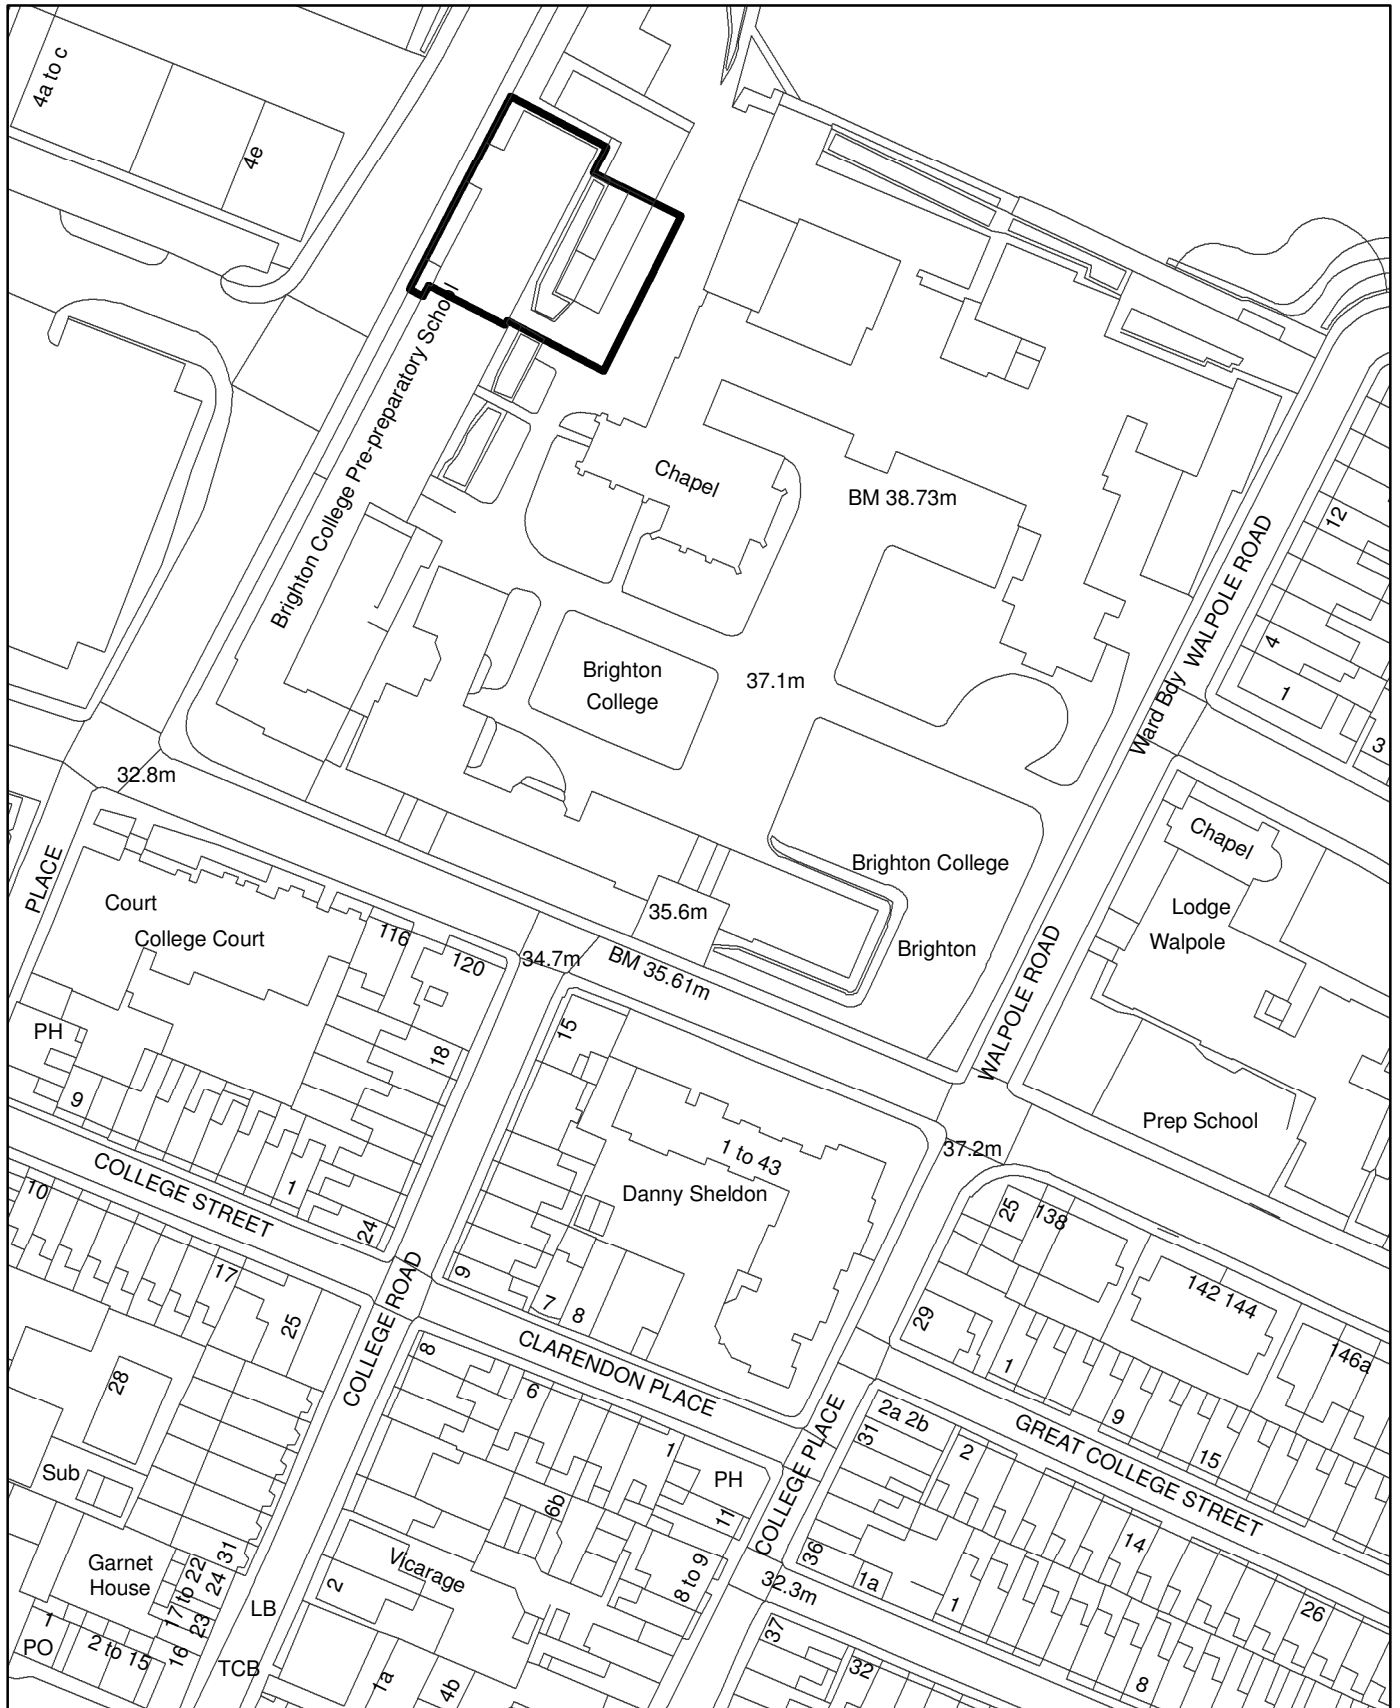 4a to c
4e
Brighton College Pre-preparatory School
Chapel
BM 38.73m
12
WALPOLE ROAD
Ward Bdy
4
1
3
Brighton
College
37.1m
32.8m
PLACE
Chapel
Brighton College
Lodge
Walpole
Court
College Court
116
120
35.6m
34.7m
BM 35.61m
Brighton
WALPOLE ROAD
PH
9
18
15
1 to 43
Danny Sheldon
Prep School
37.2m
COLLEGE STREET
10
1
24
17
25
28
COLLEGE ROAD
9
7
8
CLARENDON PLACE
25
138
142 144
146a
29
1
9
15
GREAT COLLEGE STREET
8
6
1
PH
11
6b
8 to 9
COLLEGE PLACE
2a 2b
31
2
14
26
36
1a
1
8
32.3m
37
32
Sub
Garnet
House
31
24
17 to 22
23
16
1
PO
2 to 15
LB
TCB
Vicarage
2
1a
4b